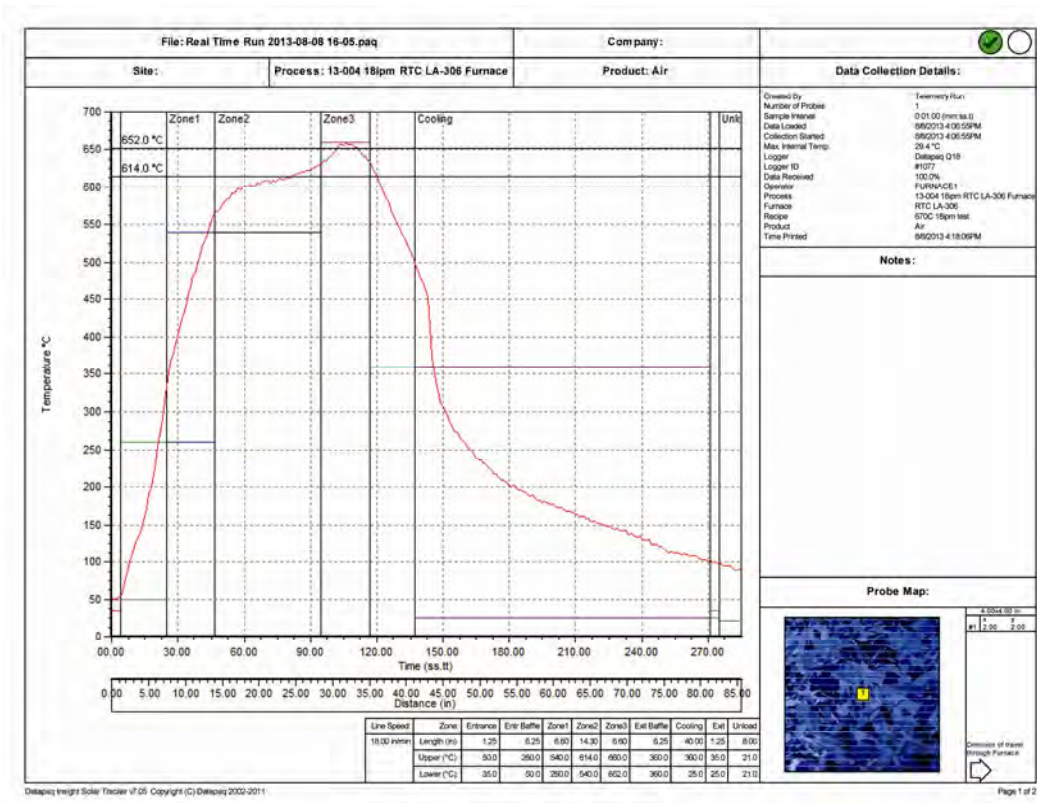 File: Real Time Run 2013-08-08 16-05.paq
Company:
Site:
Process: 13-004 18ipm RTC LA-306 Furnace
Product: Air
Data Collection Details:
Created By Telemetry Run
Number of Probes 1
Sample Interval 0:01.00 (mm:ss.tt)
Data Loaded 8/8/2013 4:06:55PM
Collection Started 8/8/2013 4:06:55PM
Max. Internal Temp. 29.4 °C
Logger Datapaq Q18
Logger ID #1077
Data Received 100.0%
Operator FURNACE1
Process 13-004 18ipm RTC LA-306 Furnace
Furnace RTC LA-306
Recipe 670C 18ipm test
Product Air
Time Printed 8/8/2013 4:18:06PM
Notes:
Probe Map:
4.00x4.00 in
x y
#1 2.00 2.00
1
Direction of travel
through Furnace
Zone1 Zone2 Zone3 Cooling Unlo
652.0 °C
614.0 °C
700
650
600
550
500
450
400
350
300
250
200
150
100
50
0
Temperature °C
00.00 30.00 60.00 90.00 120.00 150.00 180.00 210.00 240.00 270.00
Time (ss.tt)
0.00 5.00 10.00 15.00 20.00 25.00 30.00 35.00 40.00 45.00 50.00 55.00 60.00 65.00 70.00 75.00 80.00 85.00
Distance (in)
Line Speed Zone Entrance Entr Baffle Zone1 Zone2 Zone3 Exit Baffle Cooling Exit Unload
18.00 in/min Length (in) 1.25 6.25 6.60 14.30 6.60 6.25 40.00 1.25 8.00
Upper (°C) 50.0 260.0 540.0 614.0 660.0 360.0 360.0 35.0 21.0
Lower (°C) 35.0 50.0 260.0 540.0 652.0 360.0 25.0 25.0 21.0
Datapaq Insight Solar Tracker v7.05 Copyright (C) Datapaq 2002-2011
Page 1 of 2